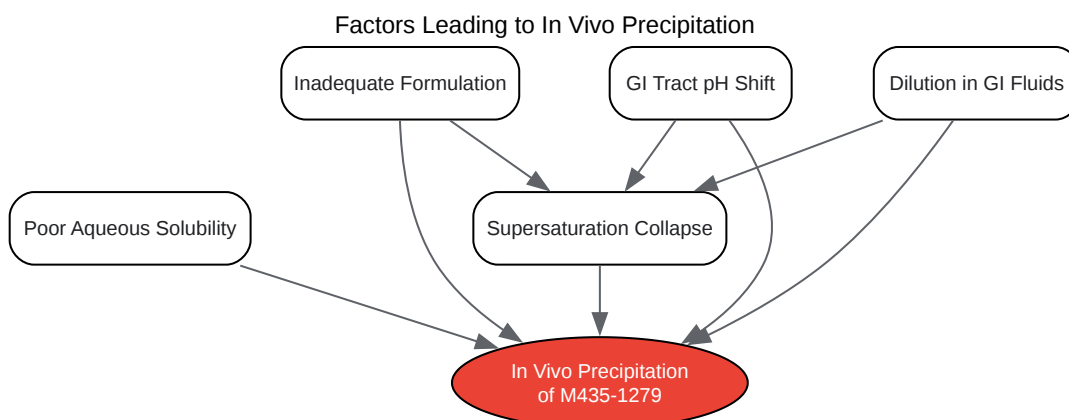 Factors Leading to In Vivo Precipitation
Inadequate Formulation
GI Tract pH Shift
Dilution in GI Fluids
Poor Aqueous Solubility
Supersaturation Collapse
In Vivo Precipitation
of M435-1279